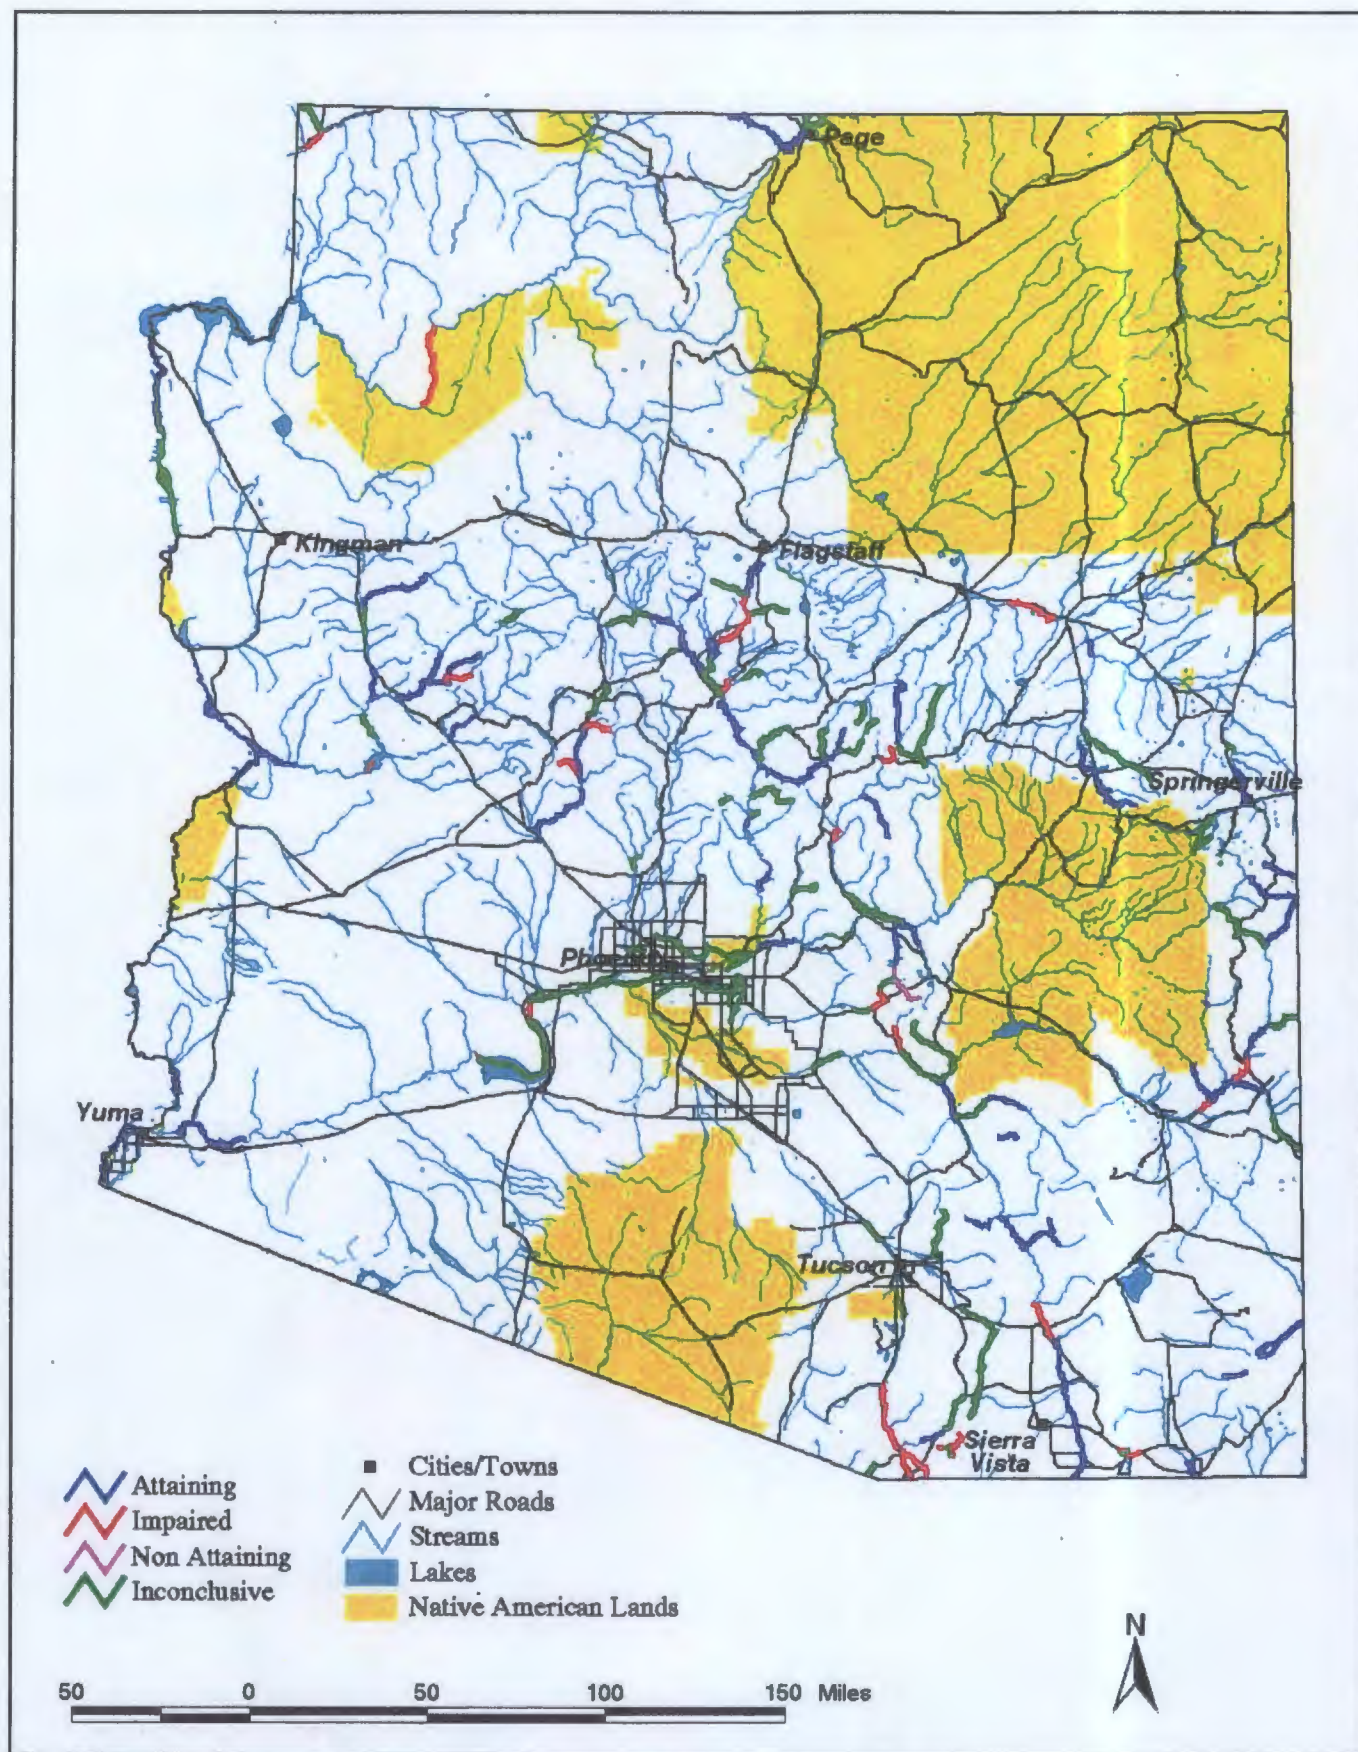 Page
Kingman
Flagstaff
Springerville
Phoenix
Yuma
Tucson
Sierra
Vista
Attaining
Impaired
Non Attaining
Inconclusive
Cities/Towns
Major Roads
Streams
Lakes
Native American Lands
N
50 0 50 100 150 Miles